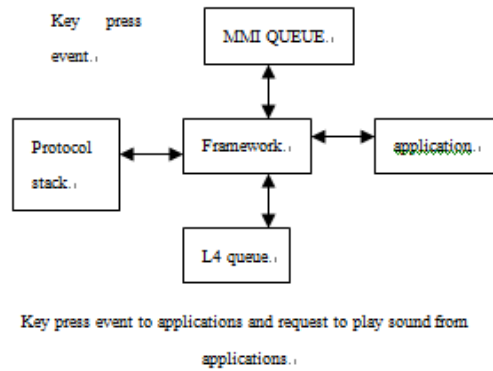 Key press
event.
MMI QUEUE.
Protocol
stack.
Framework.
application.
L4 queue.
Key press event to applications and request to play sound from
applications.